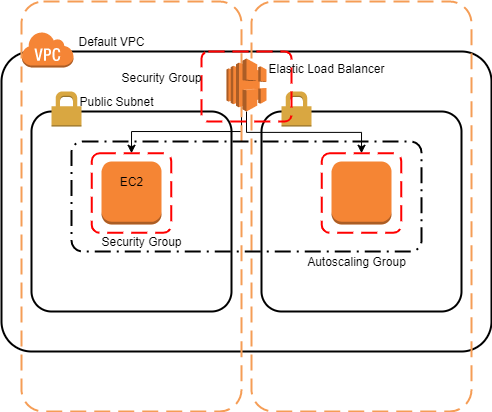 Default VPC
VPC
Elastic Load Balancer
Security Group
Public Subnet
EC2
Security Group
Autoscaling Group